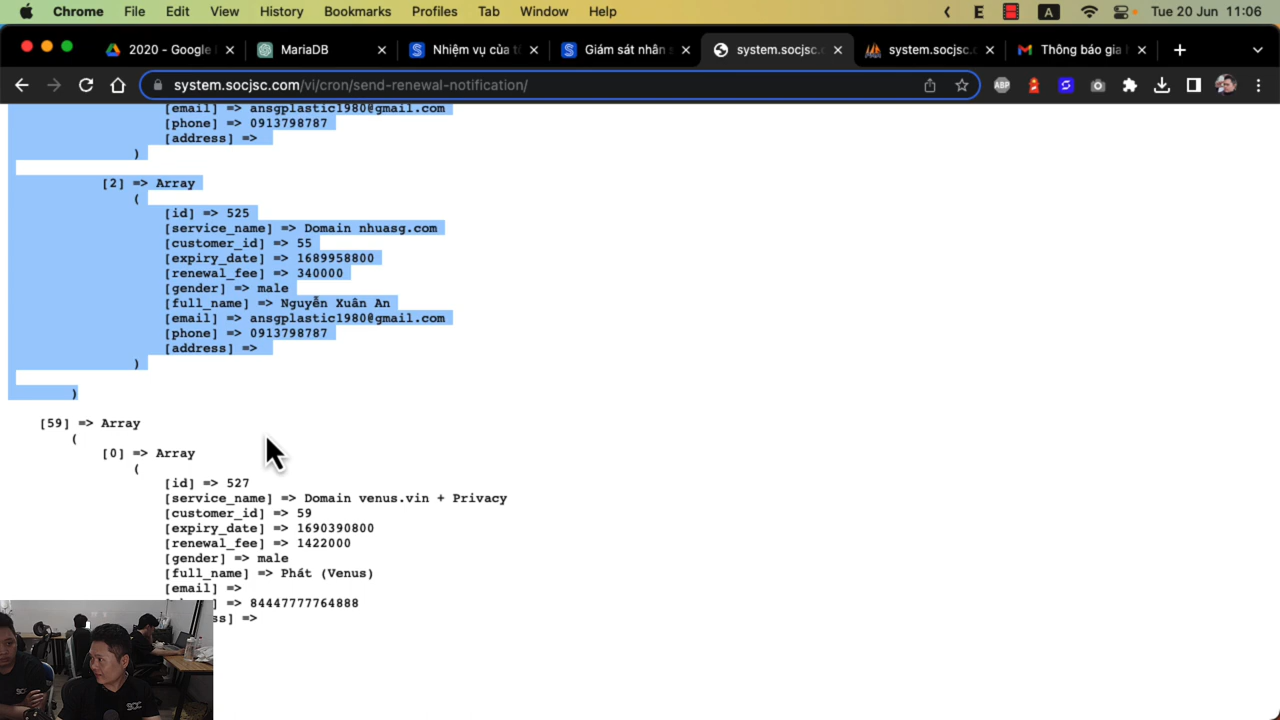 Chrome File Edit View History Bookmarks Profiles Tab Window Help E A Tue 20 Jun 11:06
2020 - Google MariaDB Nhiệm vụ của t Giám sát nhân s system.socjsc. system.socjsc.c Thông báo gia
system.socjsc.com/vi/cron/send-renewal-notification/ ABP
[email] => ansgplastic1980@gmail.com
[phone] => 0913798787
[address] =>
)
[2] => Array
(
[id] => 525
[service_name] => Domain nhuasg.com
[customer_id] => 55
[expiry_date] => 1689958800
[renewal_fee] => 340000
[gender] => male
[full_name] => Nguyễn Xuân An
[email] => ansgplastic1980@gmail.com
[phone] => 0913798787
[address] =>
)
)
[59] => Array
(
[0] => Array
(
[id] => 527
[service_name] => Domain venus.vin + Privacy
[customer_id] => 59
[expiry_date] => 1690390800
[renewal_fee] => 1422000
[gender] => male
[full_name] => Phát (Venus)
[email] =>
] => 84447777764888
ss] =>
SOC